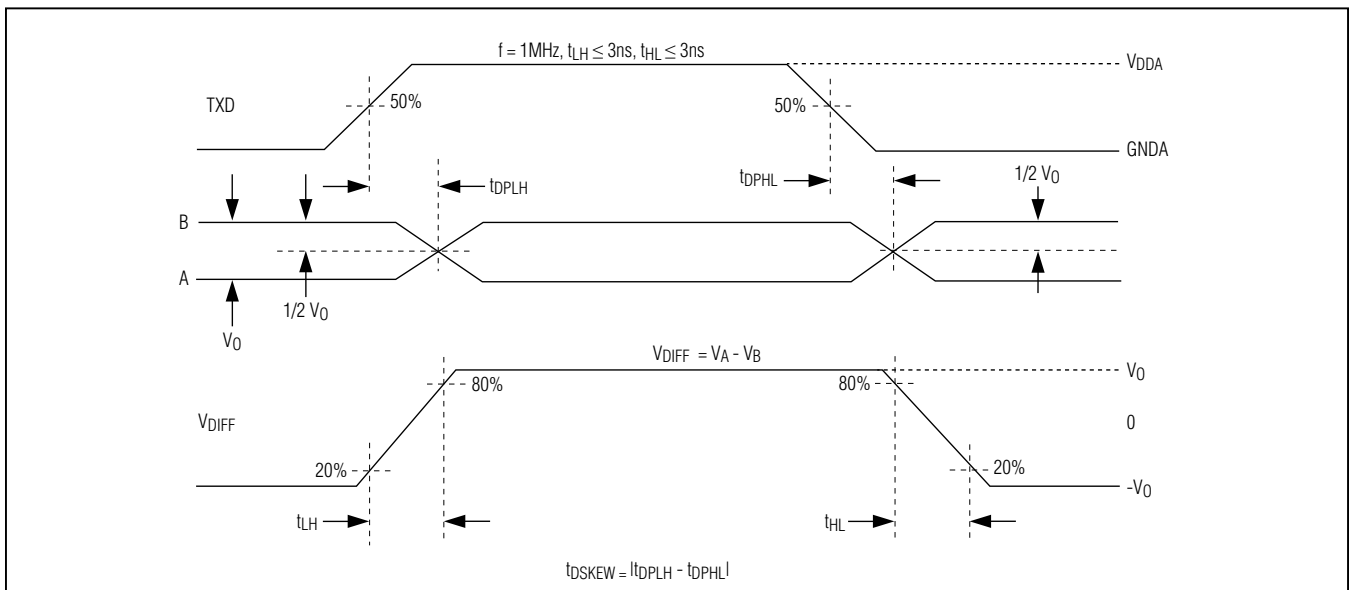 f = 1MHz, tLH ≤ 3ns, tHL ≤ 3ns
VDDA
TXD
50%
50%
GNDA
tDPLH
tDPHL
1/2 VO
B
A
1/2 VO
VO
VDIFF = VA - VB
VO
80%
80%
VDIFF
0
20%
20%
-VO
tLH
tHL
tDSKEW = |tDPLH - tDPHL|